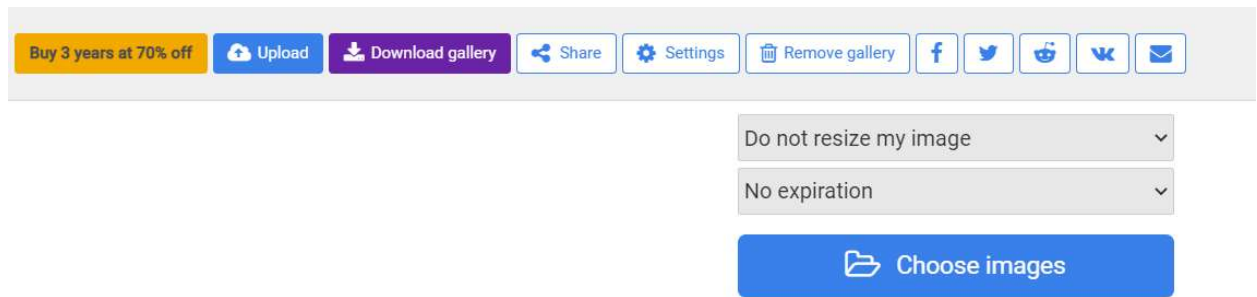 Buy 3 years at 70% off Upload Download gallery Share Settings Remove gallery
Do not resize my image
No expiration
Choose images